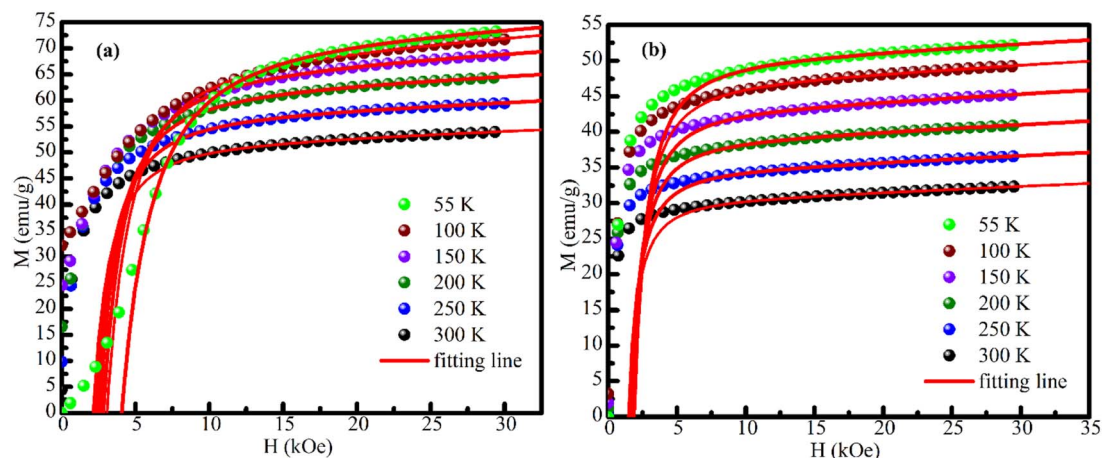 (a)
75
70
65
60
55
50
45
40
35
30
25
20
15
10
5
0
M (emu/g)
55 K
100 K
150 K
200 K
250 K
300 K
fitting line
0 5 10 15 20 25 30
H (kOe)
(b)
55
50
45
40
35
30
25
20
15
10
5
0
M (emu/g)
55 K
100 K
150 K
200 K
250 K
300 K
fitting line
0 5 10 15 20 25 30 35
H (kOe)